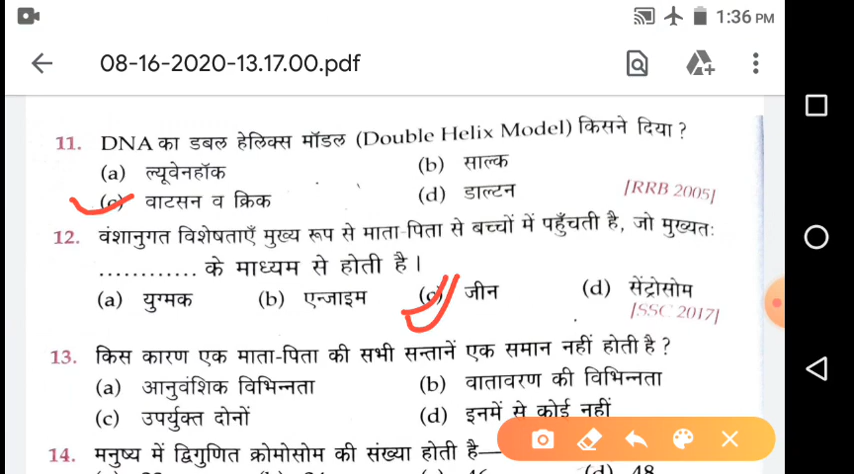 1:36 PM
08-16-2020-13.17.00.pdf
11. DNA का डबल हेलिक्स मॉडल (Double Helix Model) किसने दिया ?
(a) ल्यूवेनहॉक (b) साल्क
(c) वाटसन व क्रिक (d) डाल्टन [RRB 2005]
12. वंशानुगत विशेषताएँ मुख्य रूप से माता-पिता से बच्चों में पहुँचती है, जो मुख्यतः
............ के माध्यम से होती है।
(a) युग्मक (b) एन्जाइम (c) जीन (d) सेंट्रोसोम
[SSC 2017]
13. किस कारण एक माता-पिता की सभी सन्तानें एक समान नहीं होती है ?
(a) आनुवंशिक विभिन्नता (b) वातावरण की विभिन्नता
(c) उपर्युक्त दोनों (d) इनमें से कोई नहीं
14. मनुष्य में द्विगुणित क्रोमोसोम की संख्या होती है—
(d) 48